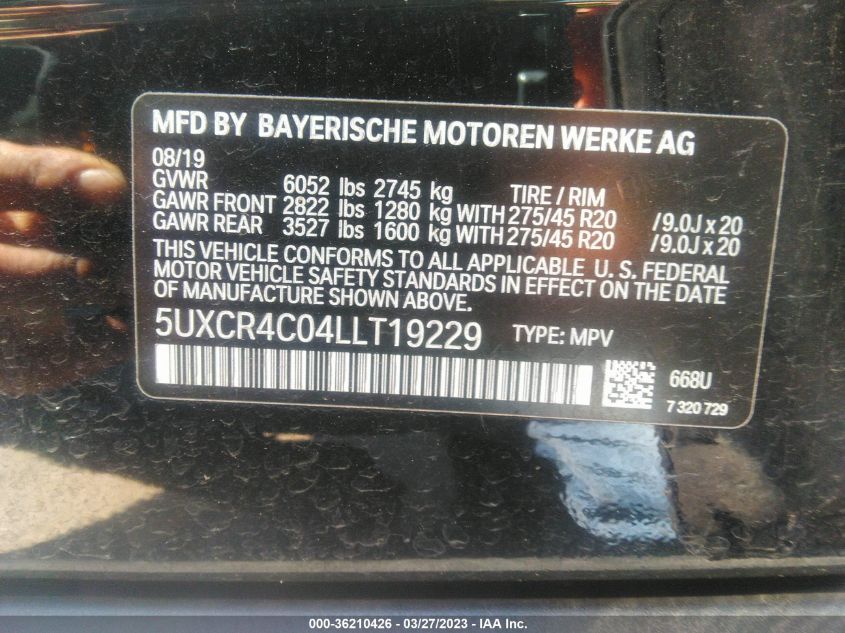 MFD BY BAYERISCHE MOTOREN WERKE AG
08/19
GVWR 6052 lbs 2745 kg TIRE / RIM
GAWR FRONT 2822 lbs 1280 kg WITH 275/45 R20 /9.0J x 20
GAWR REAR 3527 lbs 1600 kg WITH 275/45 R20 /9.0J x 20
THIS VEHICLE CONFORMS TO ALL APPLICABLE U. S. FEDERAL
MOTOR VEHICLE SAFETY STANDARDS IN EFFECT ON THE DATE
OF MANUFACTURE SHOWN ABOVE.
5UXCR4C04LLT19229 TYPE: MPV
668U
7 320 729
000-36210426 - 03/27/2023 - IAA Inc.